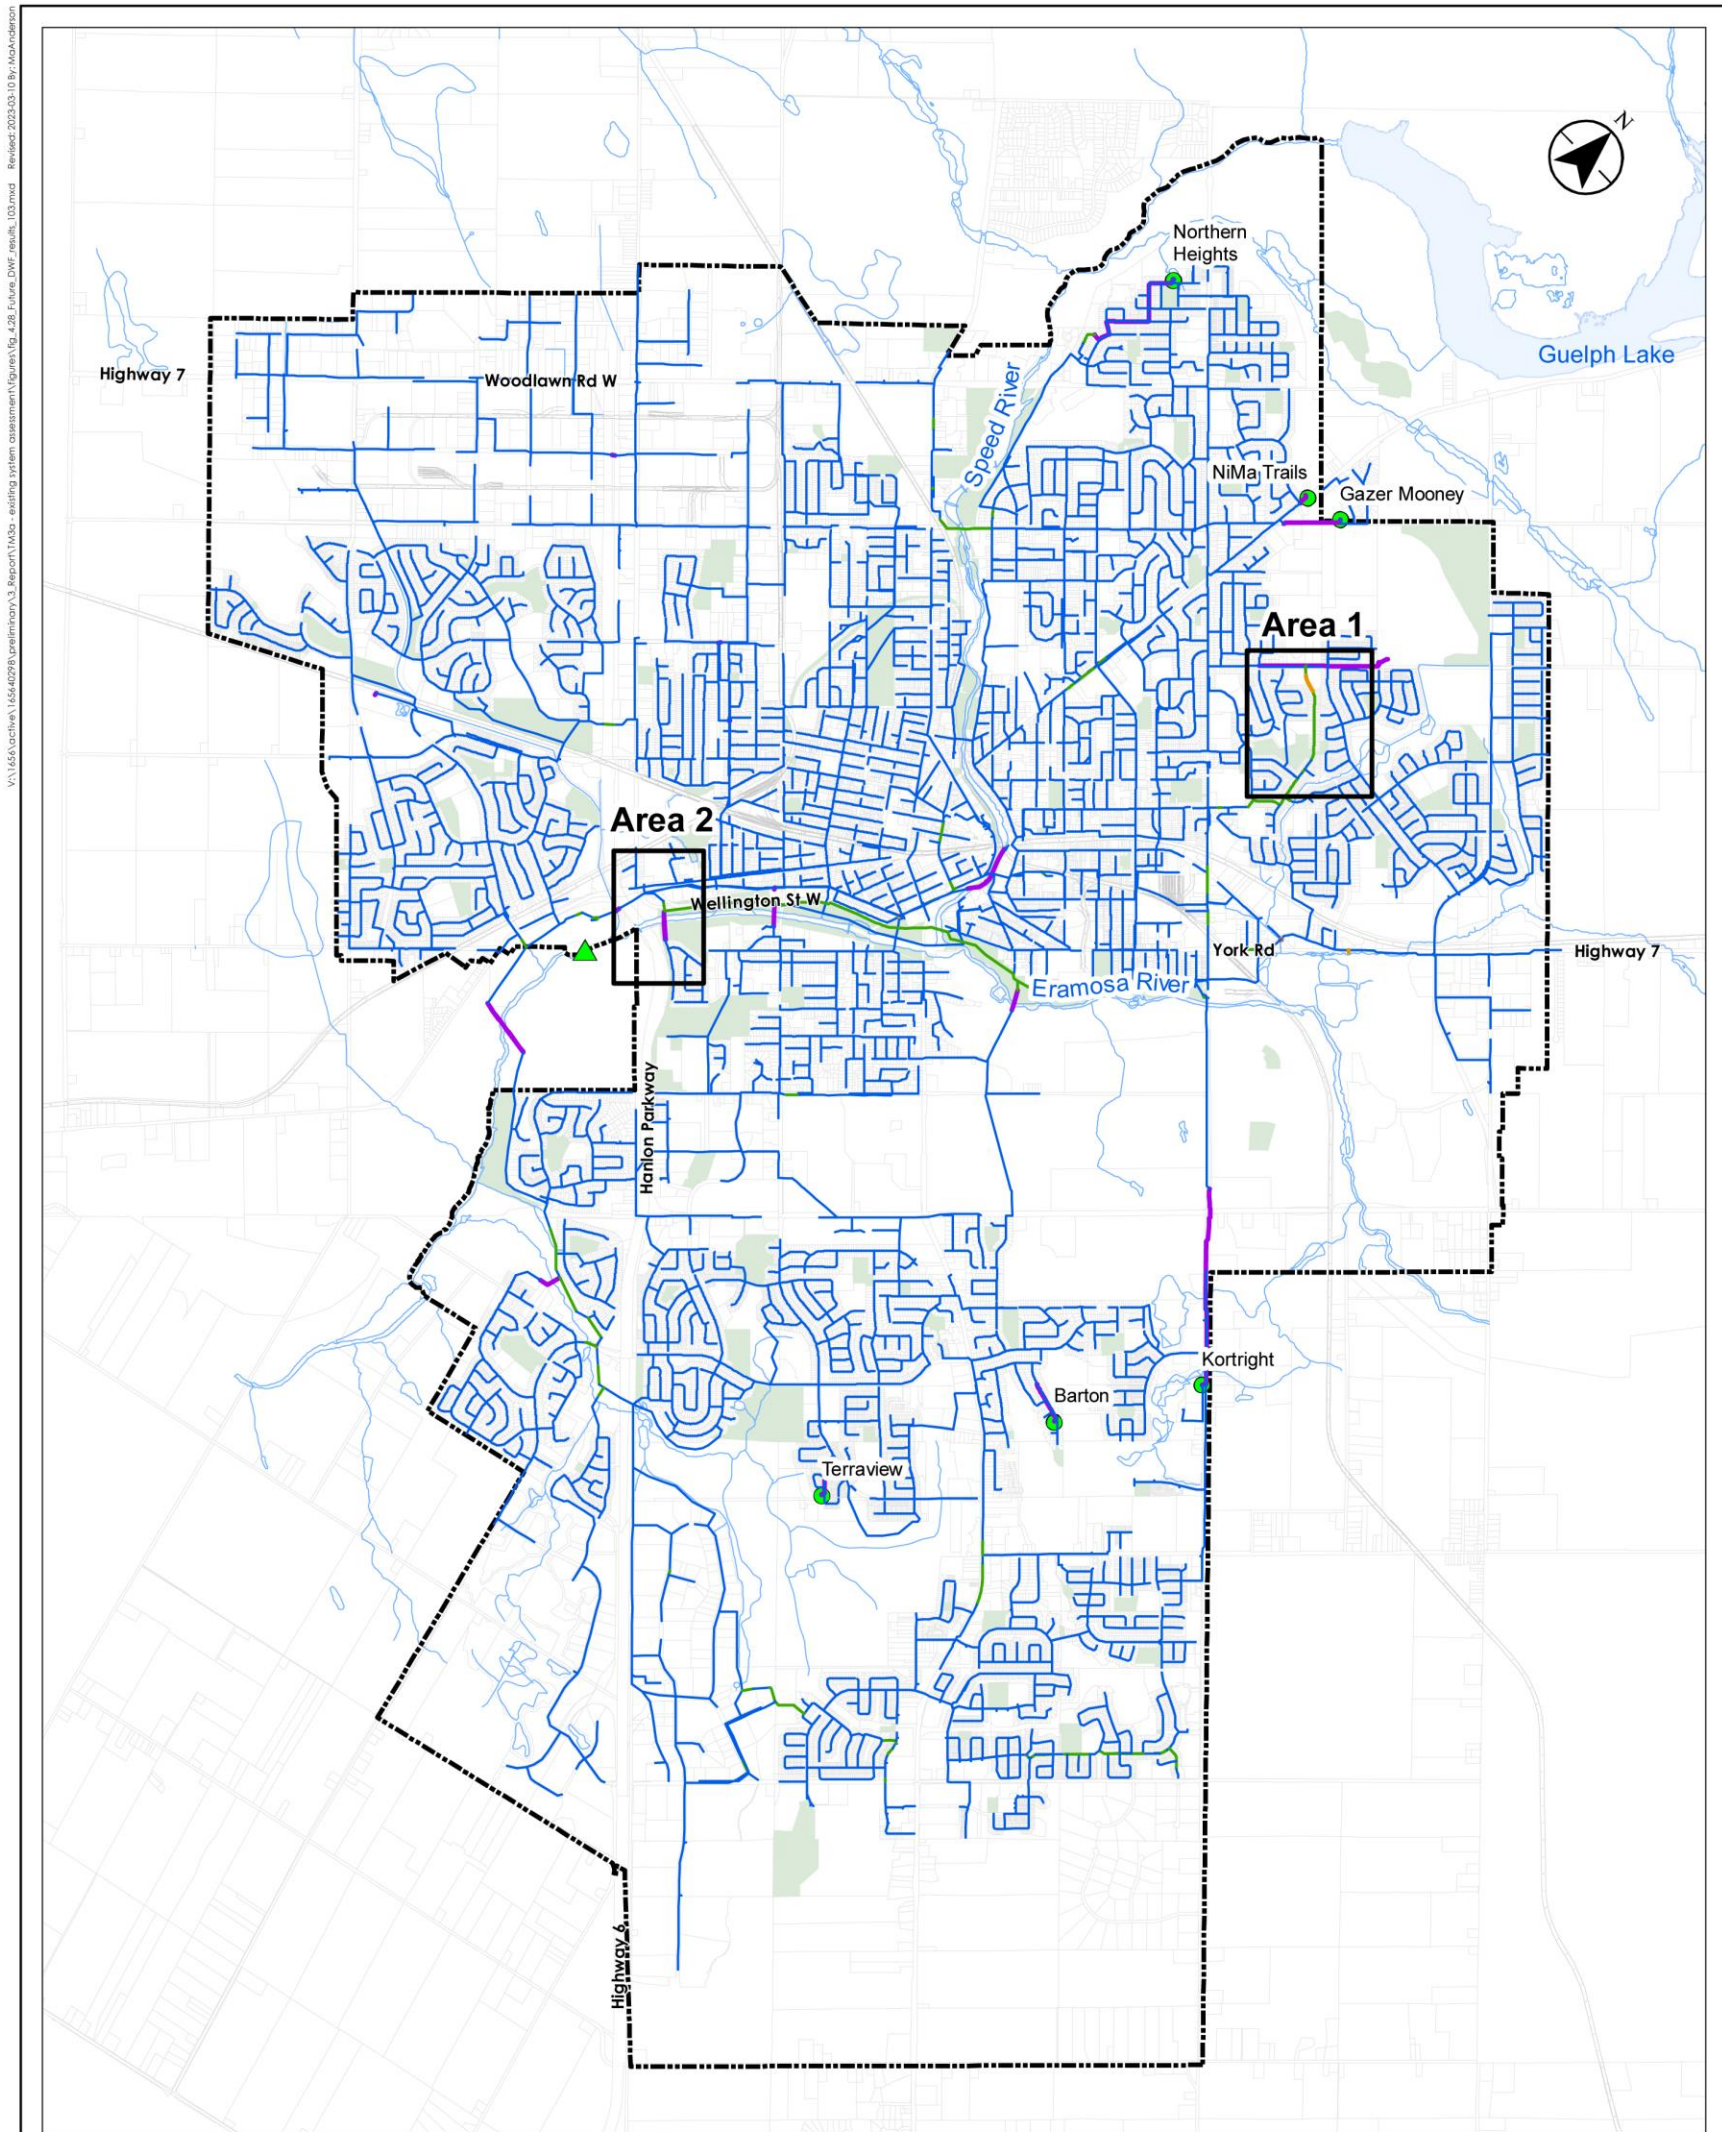 V:\1656\active\165640298\preliminary\3_Report\TM3a - existing system assessment\figures\fig_4.28_Future_DWF_results_103.mxd Revised: 2023-03-10 By: McAnderson
N
Northern
Heights
Guelph Lake
Highway 7
Woodlawn Rd W
Speed River
NiMa Trails
Gazer Mooney
Area 1
Area 2
Wellington St W
York Rd
Highway 7
Eramosa River
Hanlon Parkway
Kortright
Barton
Terraview
Highway 6